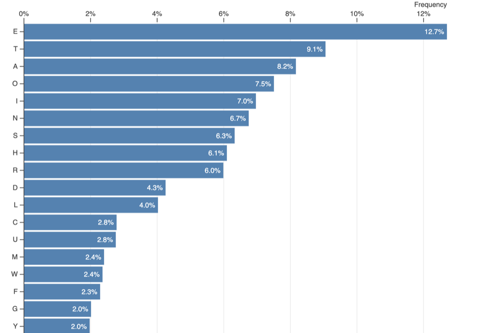 Frequency
0% 2% 4% 6% 8% 10% 12%
E 12.7%
T 9.1%
A 8.2%
O 7.5%
I 7.0%
N 6.7%
S 6.3%
H 6.1%
R 6.0%
D 4.3%
L 4.0%
C 2.8%
U 2.8%
M 2.4%
W 2.4%
F 2.3%
G 2.0%
Y 2.0%